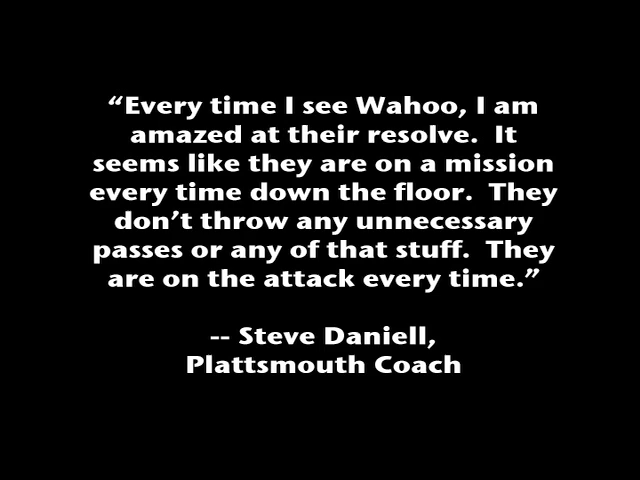 “Every time I see Wahoo, I am
amazed at their resolve.  It
seems like they are on a mission
every time down the floor.  They
don’t throw any unnecessary
passes or any of that stuff.  They
are on the attack every time.”
-- Steve Daniell,
Plattsmouth Coach